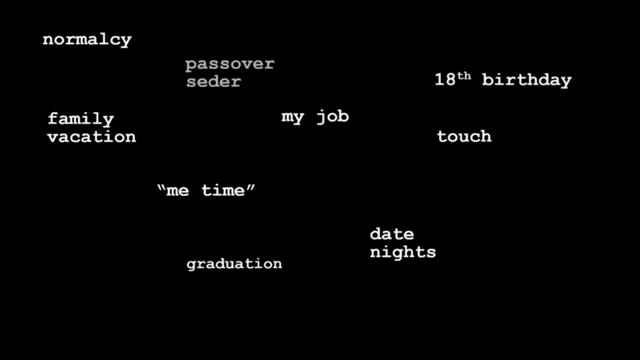 normalcy
passover
seder
18th birthday
family
vacation
my job
touch
“me time”
date
nights
graduation